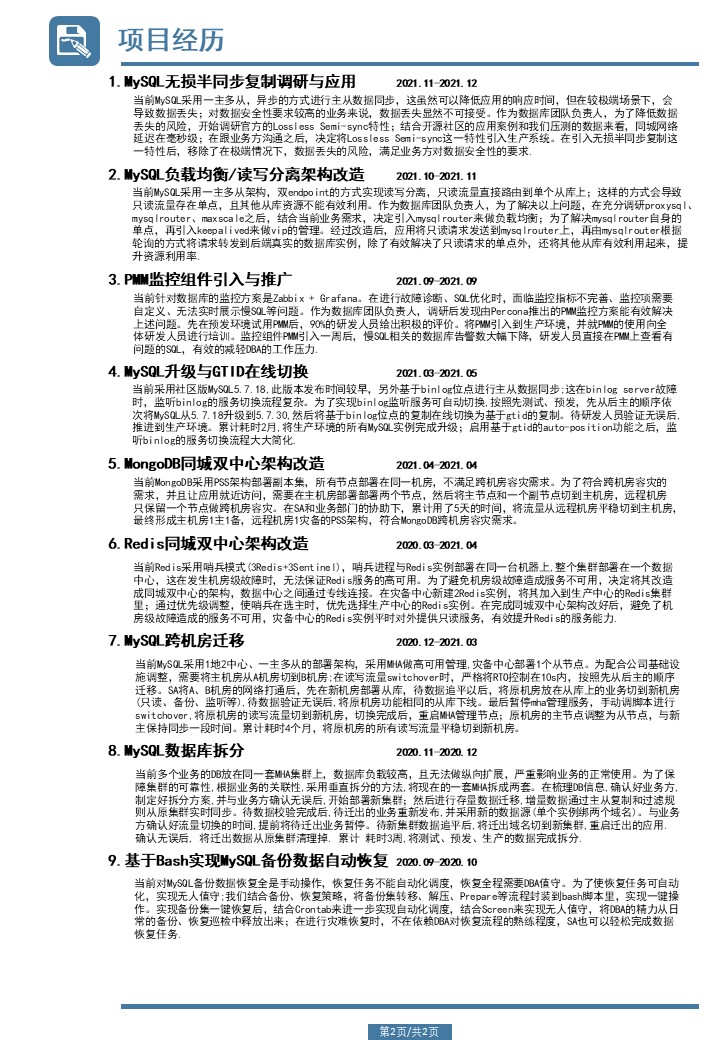 项目经历
1. MySQL无损半同步复制调研与应用 2021.11-2021.12
当前MySQL采用一主多从，异步的方式进行主从数据同步，这虽然可以降低应用的响应时间，但在较极端场景下，会
导致数据丢失；对数据安全性要求较高的业务来说，数据丢失显然不可接受。作为数据库团队负责人，为了降低数据
丢失的风险，开始调研官方的Lossless Semi-sync特性；结合开源社区的应用案例和我们压测的数据来看，同城网络
延迟在毫秒级；在跟业务方沟通之后，决定将Lossless Semi-sync这一特性引入生产系统。在引入无损半同步复制这
一特性后，移除了在极端情况下，数据丢失的风险，满足业务方对数据安全性的要求.
2. MySQL负载均衡/读写分离架构改造 2021.10-2021.11
当前MySQL采用一主多从架构，双endpoint的方式实现读写分离，只读流量直接路由到单个从库上；这样的方式会导致
只读流量存在单点，且其他从库资源不能有效利用。作为数据库团队负责人，为了解决以上问题，在充分调研proxysql、
mysqlrouter、maxscale之后，结合当前业务需求，决定引入mysqlrouter来做负载均衡；为了解决mysqlrouter自身的
单点，再引入keepalived来做vip的管理。经过改造后，应用将只读请求发送到mysqlrouter上，再由mysqlrouter根据
轮询的方式将请求转发到后端真实的数据库实例，除了有效解决了只读请求的单点外，还将其他从库有效利用起来，提
升资源利用率.
3. PMM监控组件引入与推广 2021.09-2021.09
当前针对数据库的监控方案是Zabbix + Grafana。在进行故障诊断、SQL优化时，面临监控指标不完善、监控项需要
自定义、无法实时展示慢SQL等问题。作为数据库团队负责人，调研后发现由Percona推出的PMM监控方案能有效解决
上述问题。先在预发环境试用PMM后，90%的研发人员给出积极的评价。将PMM引入到生产环境，并就PMM的使用向全
体研发人员进行培训。监控组件PMM引入一周后，慢SQL相关的数据库告警数大幅下降，研发人员直接在PMM上查看有
问题的SQL，有效的减轻DBA的工作压力.
4. MySQL升级与GTID在线切换 2021.03-2021.05
当前采用社区版MySQL5.7.18,此版本发布时间较早，另外基于binlog位点进行主从数据同步；这在binlog server故障
时，监听binlog的服务切换流程复杂。为了实现binlog监听服务可自动切换,按照先测试、预发，先从后主的顺序依
次将MySQL从5.7.18升级到5.7.30,然后将基于binlog位点的复制在线切换为基于gtid的复制。待研发人员验证无误后，
推进到生产环境。累计耗时2月,将生产环境的所有MySQL实例完成升级；启用基于gtid的auto-position功能之后，监
听binlog的服务切换流程大大简化.
5. MongoDB同城双中心架构改造 2021.04-2021.04
当前MongoDB采用PSS架构部署副本集，所有节点部署在同一机房，不满足跨机房容灾需求。为了符合跨机房容灾的
需求，并且让应用就近访问，需要在主机房部署部署两个节点，然后将主节点和一个副节点切到主机房，远程机房
只保留一个节点做跨机房容灾。在SA和业务部门的协助下，累计用了5天的时间，将流量从远程机房平稳切到主机房，
最终形成主机房1主1备，远程机房1灾备的PSS架构，符合MongoDB跨机房容灾需求。
6. Redis同城双中心架构改造 2020.03-2021.04
当前Redis采用哨兵模式(3Redis+3Sentinel)，哨兵进程与Redis实例部署在同一台机器上,整个集群部署在一个数据
中心，这在发生机房级故障时，无法保证Redis服务的高可用。为了避免机房级故障造成服务不可用，决定将其改造
成同城双中心的架构，数据中心之间通过专线连接。在灾备中心新建2Redis实例，将其加入到生产中心的Redis集群
里；通过优先级调整，使哨兵在选主时，优先选择生产中心的Redis实例。在完成同城双中心架构改好后，避免了机
房级故障造成的服务不可用，灾备中心的Redis实例平时对外提供只读服务，有效提升Redis的服务能力.
7. MySQL跨机房迁移 2020.12-2021.03
当前MySQL采用1地2中心、一主多从的部署架构，采用MHA做高可用管理,灾备中心部署1个从节点。为配合公司基础设
施调整，需要将主机房从A机房切到B机房；在读写流量switchover时，严格将RTO控制在10s内，按照先从后主的顺序
迁移。SA将A、B机房的网络打通后，先在新机房部署从库，待数据追平以后，将原机房放在从库上的业务切到新机房
(只读、备份、监听等),待数据验证无误后,将原机房功能相同的从库下线。最后暂停mha管理服务，手动调脚本进行
switchover,将原机房的读写流量切到新机房，切换完成后，重启MHA管理节点；原机房的主节点调整为从节点，与新
主保持同步一段时间。累计耗时4个月，将原机房的所有读写流量平稳切到新机房。
8. MySQL数据库拆分 2020.11-2020.12
当前多个业务的DB放在同一套MHA集群上，数据库负载较高，且无法做纵向扩展，严重影响业务的正常使用。为了保
障集群的可靠性,根据业务的关联性,采用垂直拆分的方法,将现在的一套MHA拆成两套。在梳理DB信息,确认好业务方,
制定好拆分方案,并与业务方确认无误后,开始部署新集群；然后进行存量数据迁移,增量数据通过主从复制和过滤规
则从原集群实时同步。待数据校验完成后,待迁出的业务重新发布,并采用新的数据源(单个实例绑两个域名)。与业务
方确认好流量切换的时间,提前将待迁出业务暂停。待新集群数据追平后,将迁出域名切到新集群,重启迁出的应用.
确认无误后, 将迁出数据从原集群清理掉. 累计 耗时3周,将测试、预发、生产的数据完成拆分.
9. 基于Bash实现MySQL备份数据自动恢复 2020.09-2020.10
当前对MySQL备份数据恢复全是手动操作，恢复任务不能自动化调度，恢复全程需要DBA值守。为了使恢复任务可自动
化，实现无人值守；我们结合备份、恢复策略，将备份集转移、解压、Prepare等流程封装到bash脚本里，实现一键操
作。实现备份集一键恢复后，结合Crontab来进一步实现自动化调度，结合Screen来实现无人值守，将DBA的精力从日
常的备份、恢复巡检中释放出来；在进行灾难恢复时，不在依赖DBA对恢复流程的熟练程度，SA也可以轻松完成数据
恢复任务.
第2页/共2页